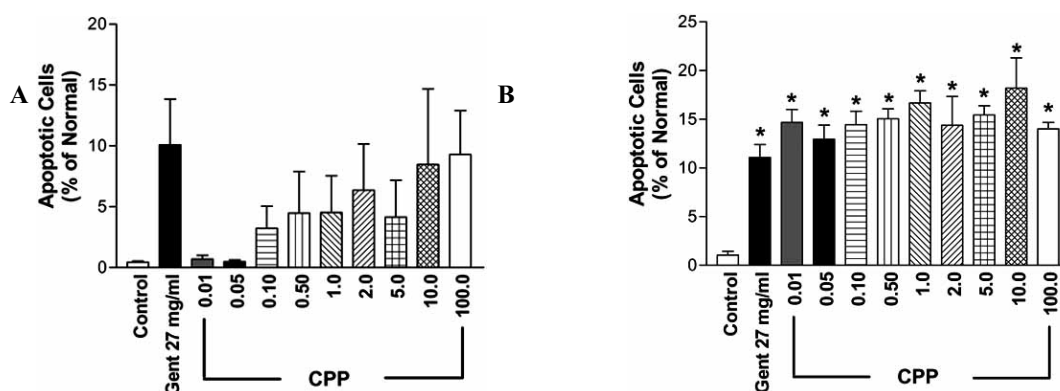 A
Apoptotic Cells
(% of Normal)
20
15
10
5
0
Control
Gent 27 mg/ml
0.01
0.05
0.10
0.50
1.0
2.0
5.0
10.0
100.0
CPP
B
Apoptotic Cells
(% of Normal)
25
20
15
10
5
0
* * * * * * * * * *
Control
Gent 27 mg/ml
0.01
0.05
0.10
0.50
1.0
2.0
5.0
10.0
100.0
CPP